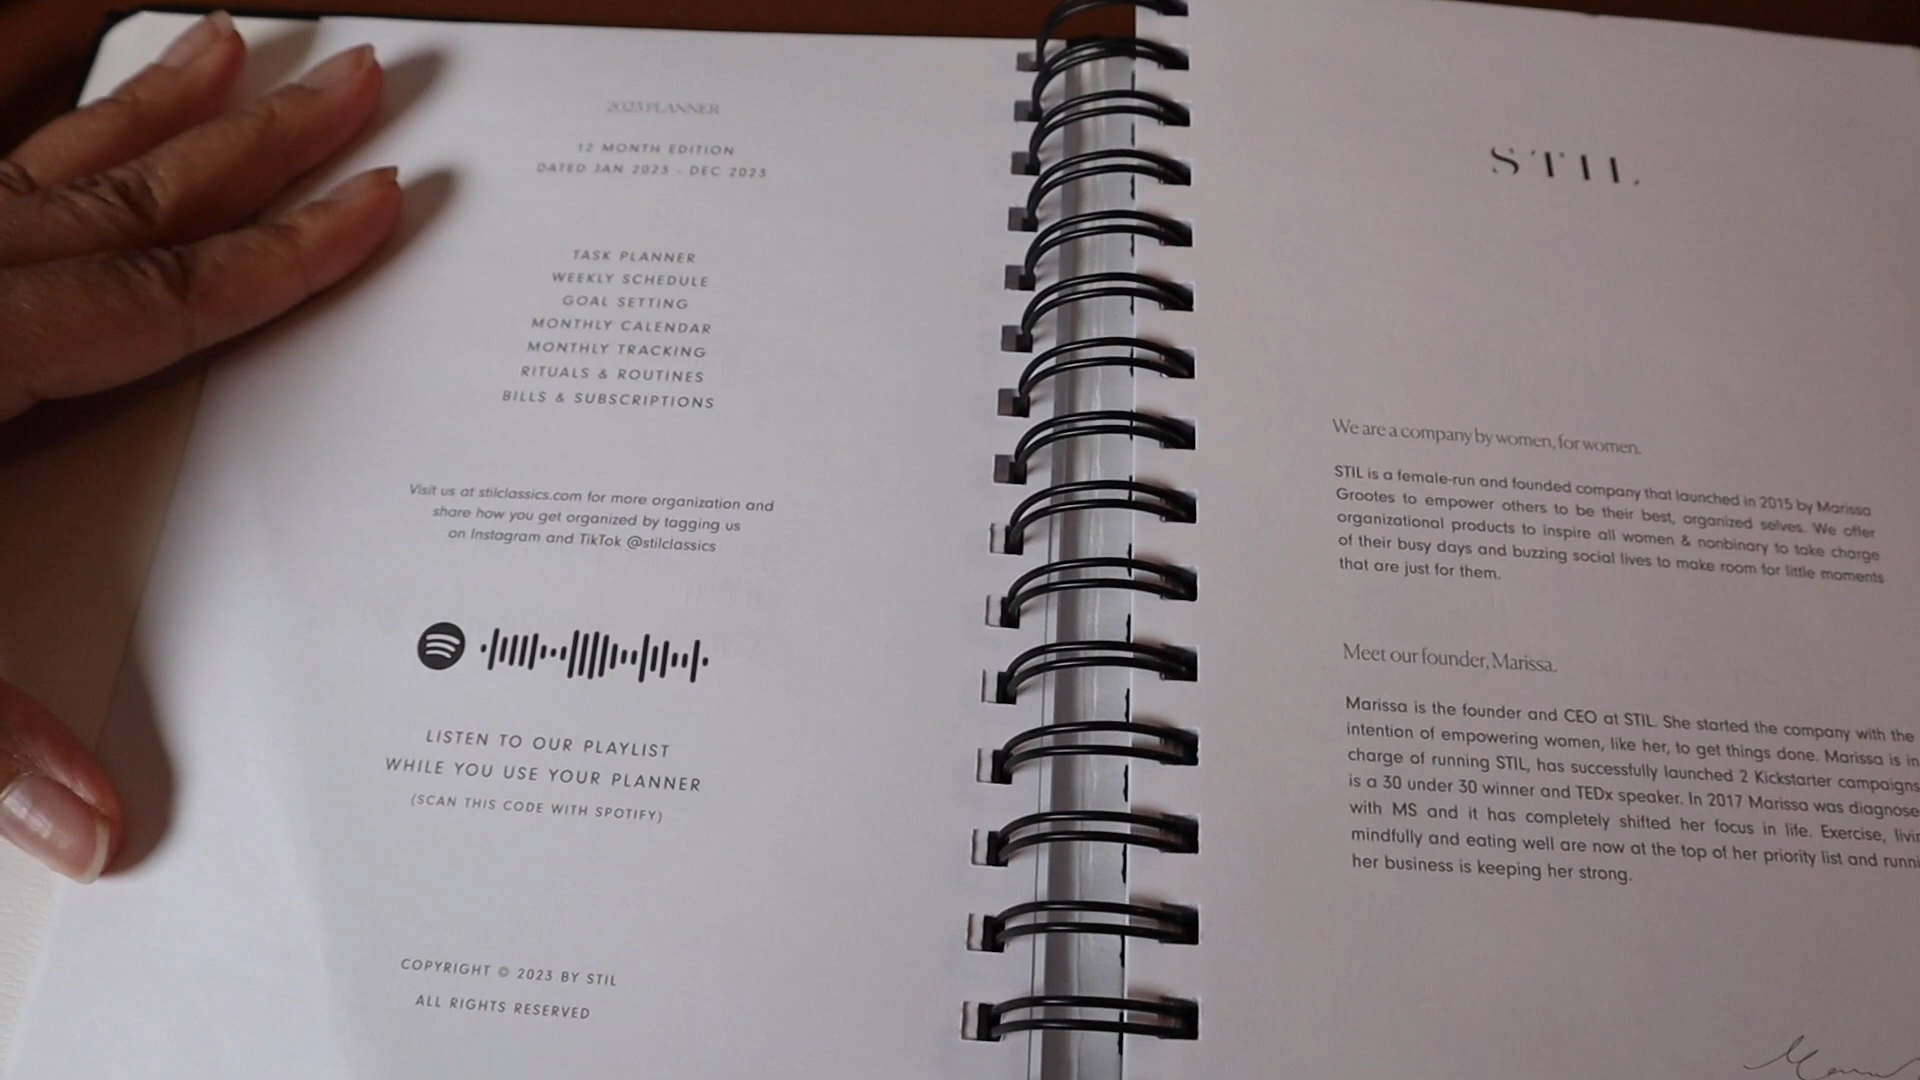 2023 PLANNER
12 MONTH EDITION
DATED JAN 2023 - DEC 2023
TASK PLANNER
WEEKLY SCHEDULE
GOAL SETTING
MONTHLY CALENDAR
MONTHLY TRACKING
RITUALS & ROUTINES
BILLS & SUBSCRIPTIONS
Visit us at stilclassics.com for more organization and
share how you get organized by tagging us
on Instagram and TikTok @stilclassics
LISTEN TO OUR PLAYLIST
WHILE YOU USE YOUR PLANNER
(SCAN THIS CODE WITH SPOTIFY)
COPYRIGHT © 2023 BY STIL
ALL RIGHTS RESERVED
STIL.
We are a company by women, for women.
STIL is a female-run and founded company that launched in 2015 by Marissa
Grootes to empower others to be their best, organized selves. We offer
organizational products to inspire all women & nonbinary to take charge
of their busy days and buzzing social lives to make room for little moments
that are just for them.
Meet our founder, Marissa.
Marissa is the founder and CEO at STIL. She started the company with the
intention of empowering women, like her, to get things done. Marissa is in
charge of running STIL, has successfully launched 2 Kickstarter campaigns
is a 30 under 30 winner and TEDx speaker. In 2017 Marissa was diagnose
with MS and it has completely shifted her focus in life. Exercise, livin
mindfully and eating well are now at the top of her priority list and runni
her business is keeping her strong.